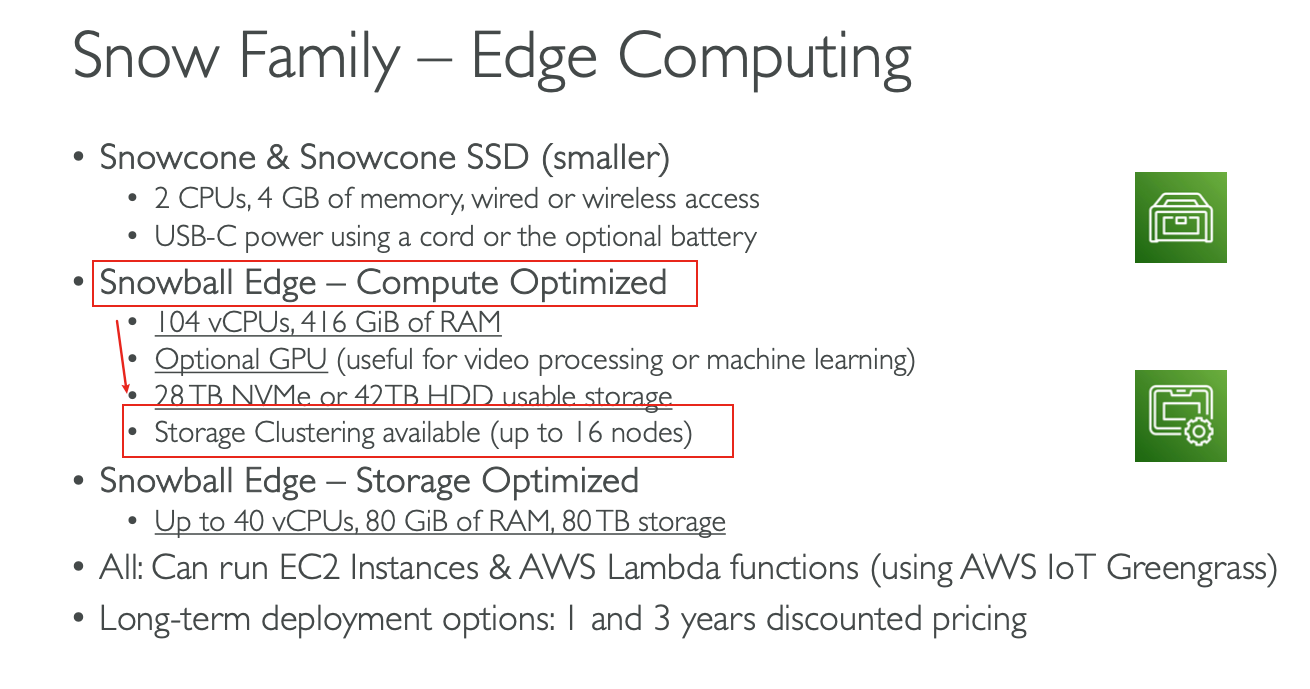 Snow Family – Edge Computing
• Snowcone & Snowcone SSD (smaller)
• 2 CPUs, 4 GB of memory, wired or wireless access
• USB-C power using a cord or the optional battery
• Snowball Edge – Compute Optimized
• 104 vCPUs, 416 GiB of RAM
• Optional GPU (useful for video processing or machine learning)
• 28 TB NVMe or 42TB HDD usable storage
• Storage Clustering available (up to 16 nodes)
• Snowball Edge – Storage Optimized
• Up to 40 vCPUs, 80 GiB of RAM, 80 TB storage
• All: Can run EC2 Instances & AWS Lambda functions (using AWS IoT Greengrass)
• Long-term deployment options: 1 and 3 years discounted pricing